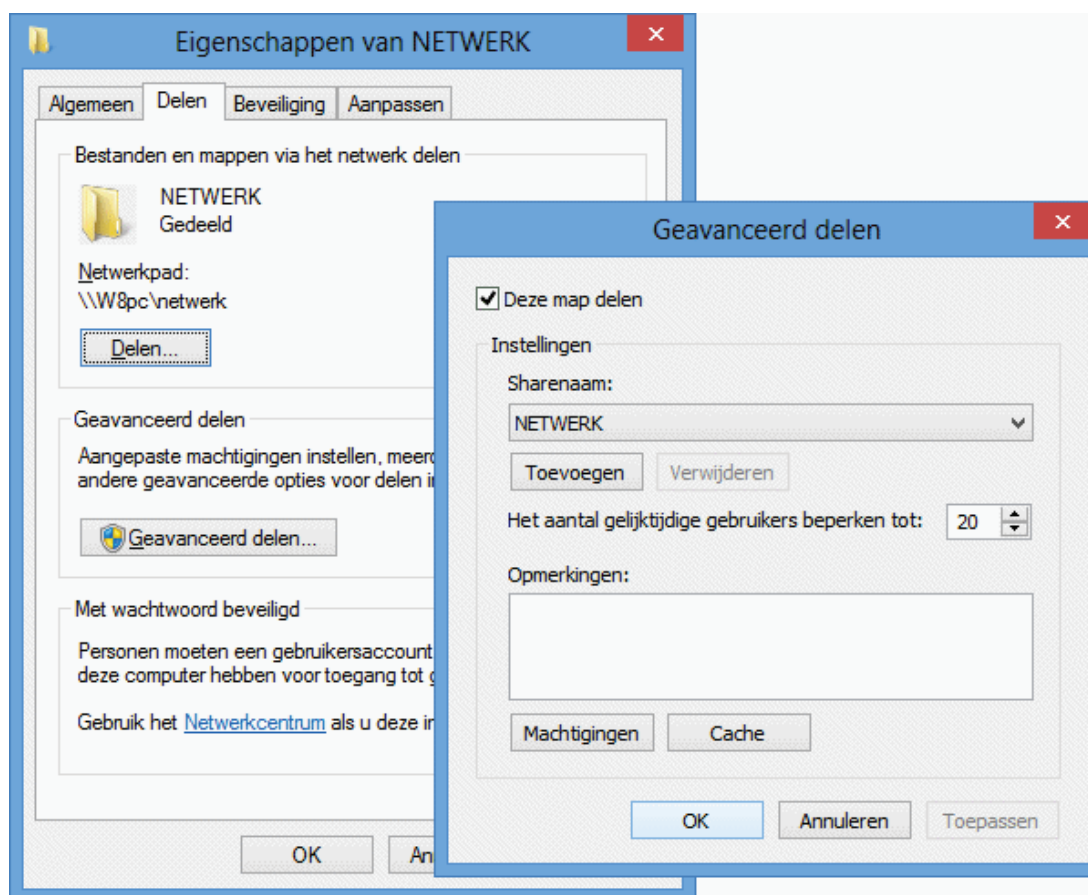 Eigenschappen van NETWERK
Algemeen Delen Beveiliging Aanpassen
Bestanden en mappen via het netwerk delen
NETWERK
Gedeeld
Netwerkpad:
\\W8pc\netwerk
Delen...
Geavanceerd delen
Aangepaste machtigingen instellen,
andere geavanceerde opties voor delen
Geavanceerd delen...
Met wachtwoord beveiligd
Personen moeten een gebruikersaccount
deze computer hebben voor toegang tot
Gebruik het Netwerkcentrum als u deze
OK
Geavanceerd delen
Deze map delen
Instellingen
Sharenaam:
NETWERK
Toevoegen Verwijderen
Het aantal gelijktijdige gebruikers beperken tot: 20
Opmerkingen:
Machtigingen Cache
OK Annuleren Toepassen